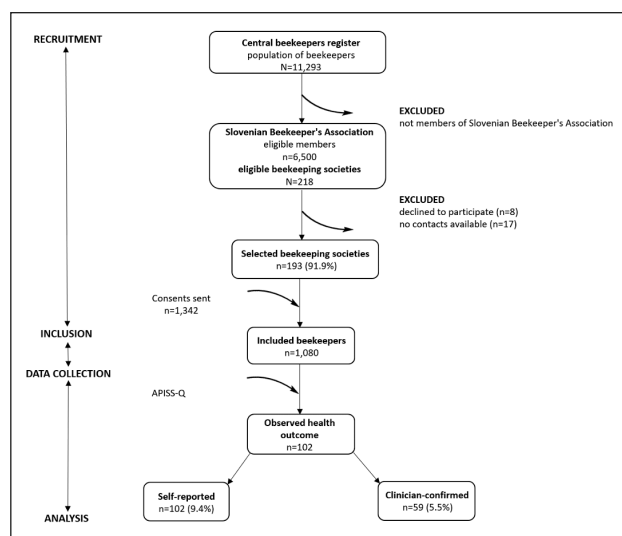 RECRUITMENT
Central beekeepers register
population of beekeepers
N=11,293
EXCLUDED
not members of Slovenian Beekeeper's Association
Slovenian Beekeeper's Association
eligible members
n=6,500
eligible beekeeping societies
N=218
EXCLUDED
declined to participate (n=8)
no contacts available (n=17)
Selected beekeeping societies
n=193 (91.9%)
Consents sent
n=1,342
INCLUSION
Included beekeepers
n=1,080
DATA COLLECTION
APISS-Q
Observed health
outcome
n=102
Self-reported
n=102 (9.4%)
Clinician-confirmed
n=59 (5.5%)
ANALYSIS